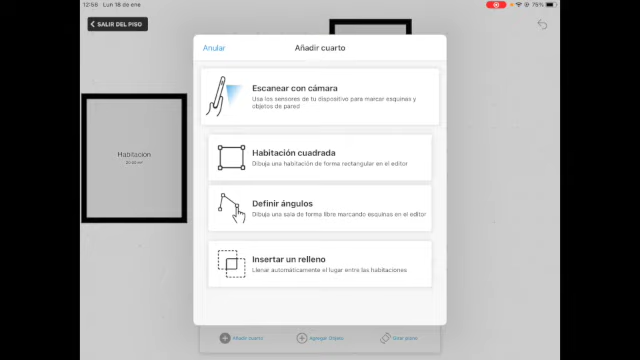 12:56 Lun 18 de ene
75%
SALIR DEL PISO
Anular
Añadir cuarto
Escanear con cámara
Usa los sensores de tu dispositivo para marcar esquinas y
objetos de pared
Habitacion
Habitación cuadrada
Dibuja una habitación de forma rectangular en el editor
Definir ángulos
Dibuja una sala de forma libre marcando esquinas en el editor
Insertar un relleno
Llenar automáticamente el lugar entre las habitaciones
Añadir cuarto
Agregar Objeto